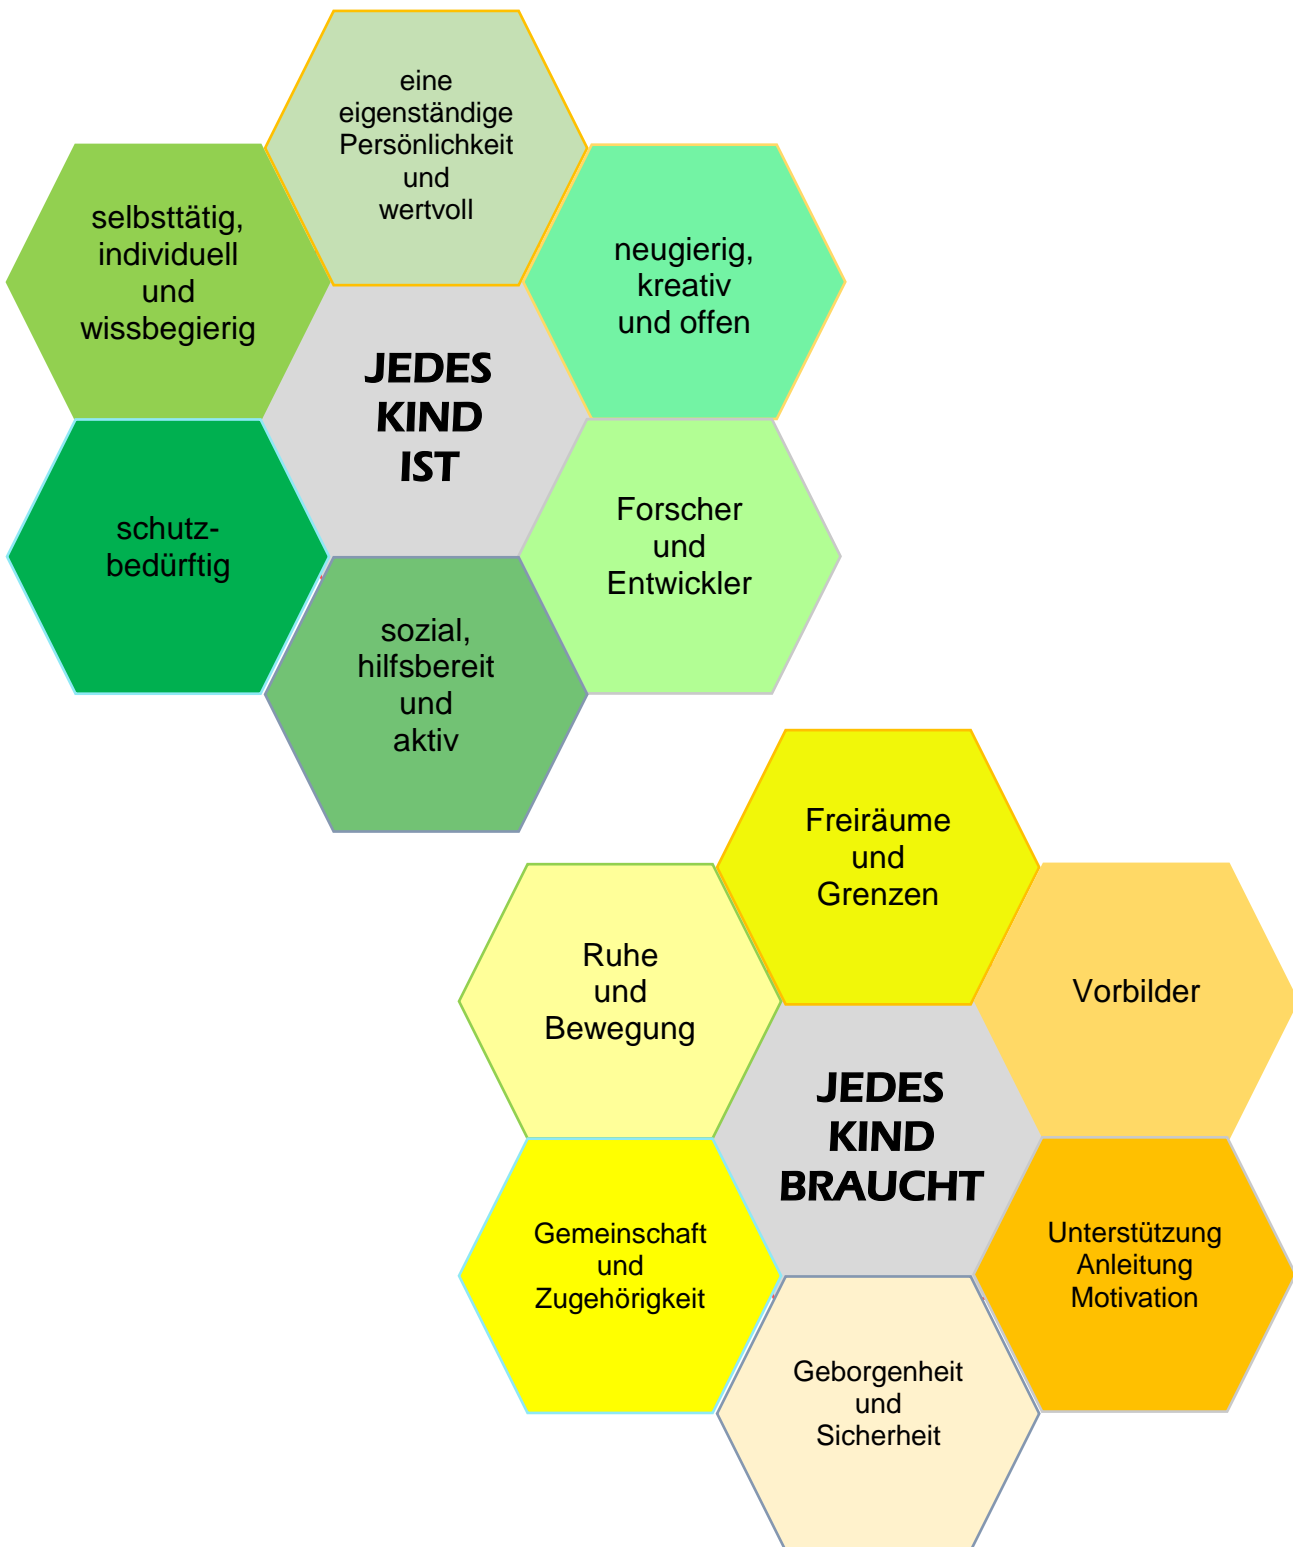 eine
eigenständige
Persönlichkeit
und
wertvoll
selbsttätig,
individuell
und
wissbegierig
neugierig,
kreativ
und offen
JEDES
KIND
IST
schutz-
bedürftig
Forscher
und
Entwickler
sozial,
hilfsbereit
und
aktiv
Freiräume
und
Grenzen
Ruhe
und
Bewegung
Vorbilder
JEDES
KIND
BRAUCHT
Gemeinschaft
und
Zugehörigkeit
Unterstützung
Anleitung
Motivation
Geborgenheit
und
Sicherheit